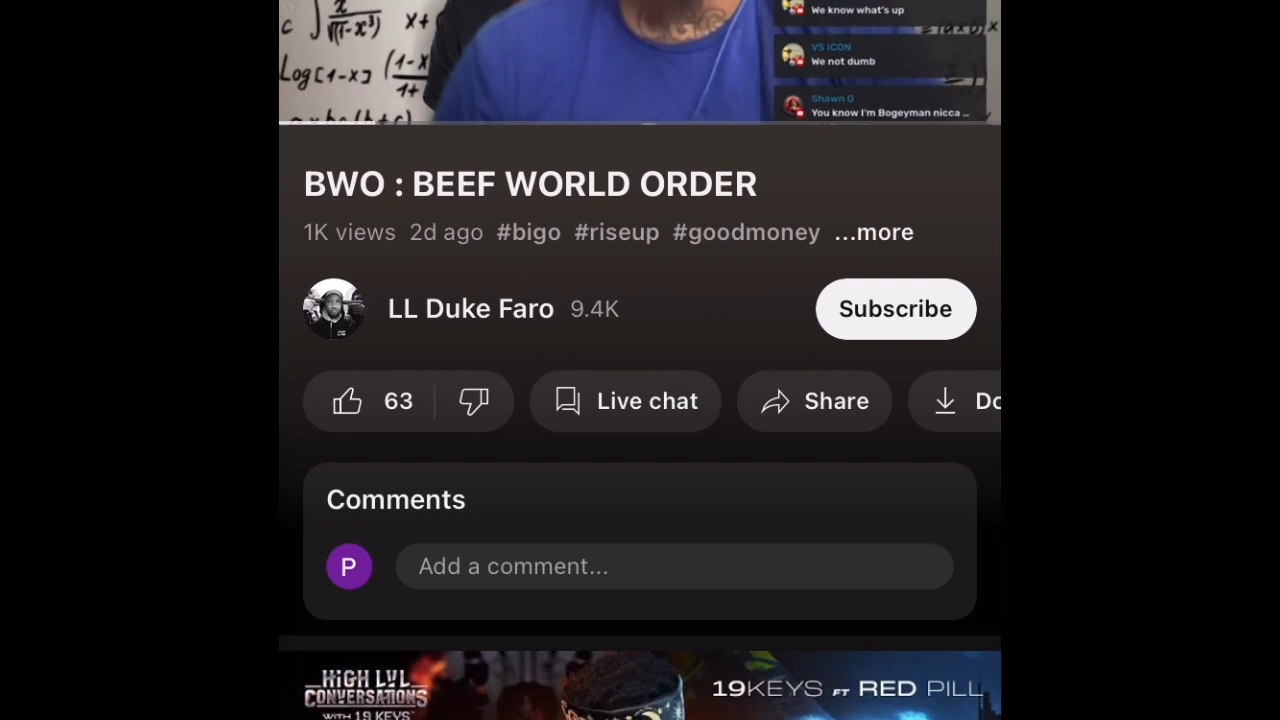 We know what's up
VS iCON
We not dumb
Shawn O
You know I'm Bogeyman nicca ...
Log[1-x]
BWO : BEEF WORLD ORDER
1K views 2d ago #bigo #riseup #goodmoney ...more
LL Duke Faro 9.4K
Subscribe
63
Live chat
Share
Do
Comments
P
Add a comment...
HIGH LVL
CONVERSATIONS
WITH 19 KEYS
19KEYS FT RED PILL